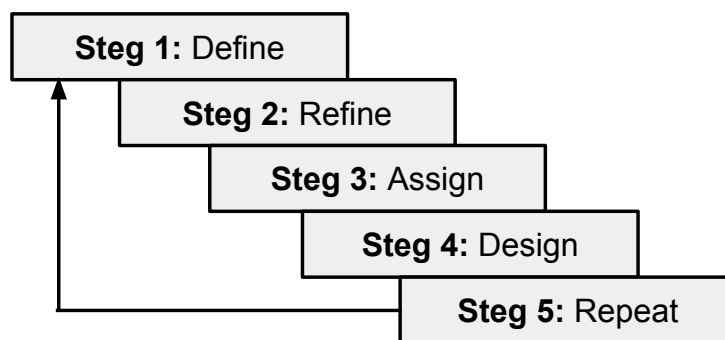 Steg 1: Define
Steg 2: Refine
Steg 3: Assign
Steg 4: Design
Steg 5: Repeat